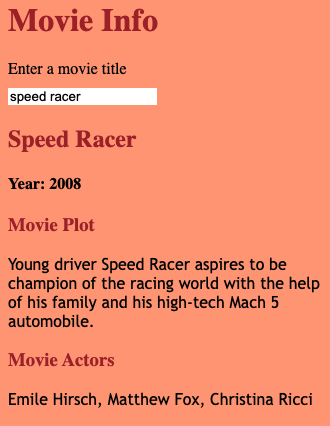 Movie Info
Enter a movie title
speed racer
Speed Racer
Year: 2008
Movie Plot
Young driver Speed Racer aspires to be
champion of the racing world with the help
of his family and his high-tech Mach 5
automobile.
Movie Actors
Emile Hirsch, Matthew Fox, Christina Ricci